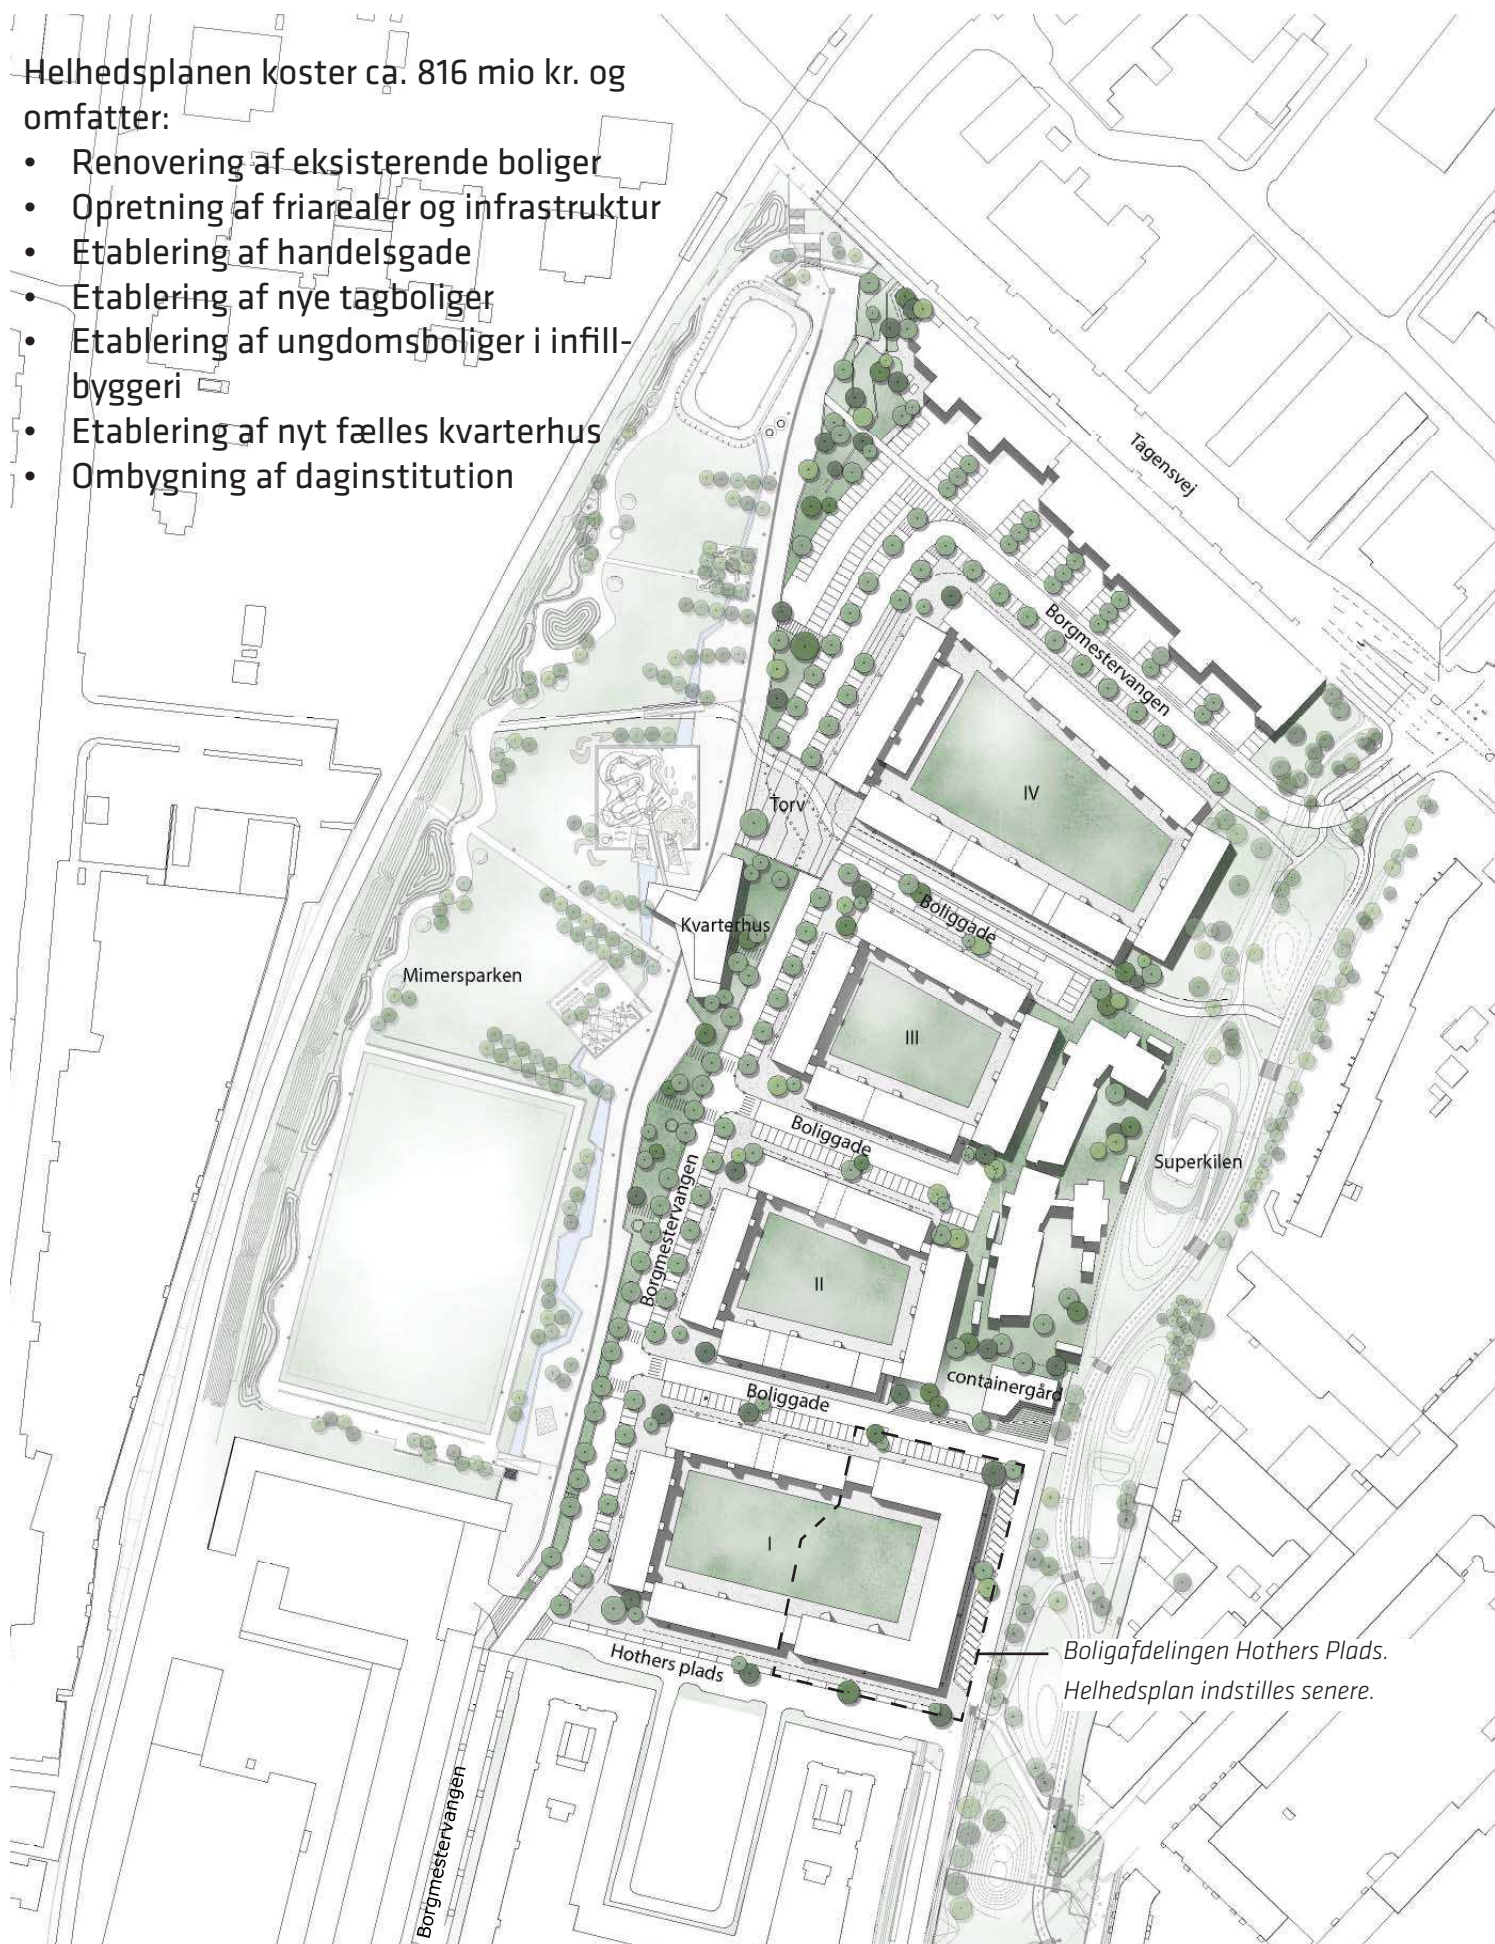 Helhedsplanen koster ca. 816 mio kr. og
omfatter:
• Renovering af eksisterende boliger
• Opretning af friarealer og infrastruktur
• Etablering af handelsgade
• Etablering af nye tagboliger
• Etablering af ungdomsboliger i infill-
byggeri
• Etablering af nyt fælles kvarterhus
• Ombygning af daginstitution
Tagensvej
Borgmestervangen
IV
Torv
Boliggade
Kvarterhus
Mimersparken
III
Boliggade
Superkilen
Borgmestervangen
II
containergård
Boliggade
I
Hothers plads
Boligafdelingen Hothers Plads.
Helhedsplan indstilles senere.
Borgmestervangen